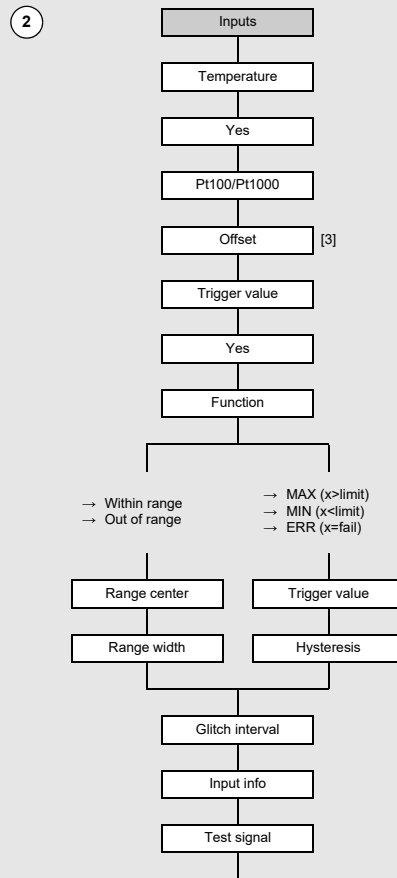 2
Inputs
Temperature
Yes
Pt100/Pt1000
Offset [3]
Trigger value
Yes
Function
→ Within range
→ Out of range
→ MAX (x>limit)
→ MIN (x<limit)
→ ERR (x=fail)
Range center
Range width
Trigger value
Hysteresis
Glitch interval
Input info
Test signal